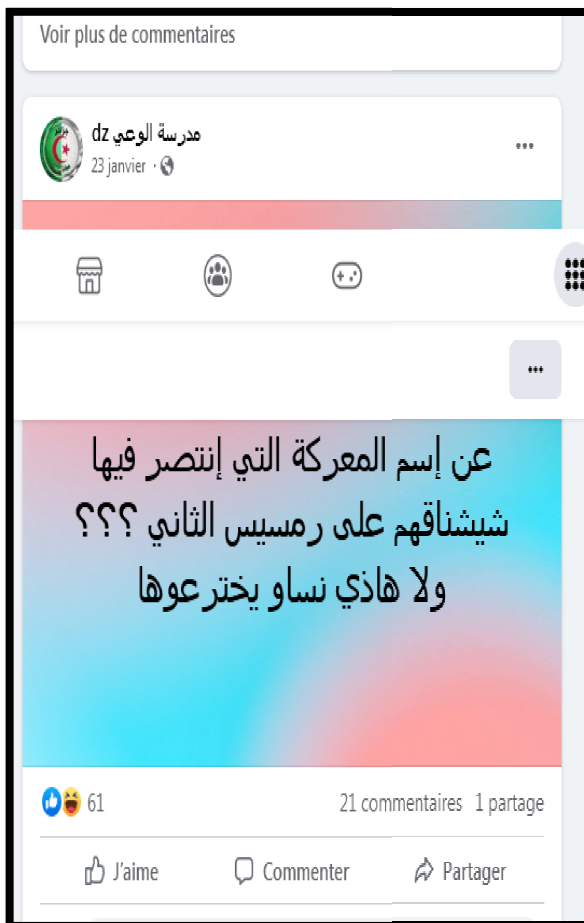 Voir plus de commentaires
مدرسة الوعي dz
23 janvier ·
عن إسم المعركة التي إنتصر فيها
شيشناقهم على رمسيس الثاني ؟؟؟
ولا هاذي نساو يخترعوها
61
21 commentaires 1 partage
J'aime Commenter Partager